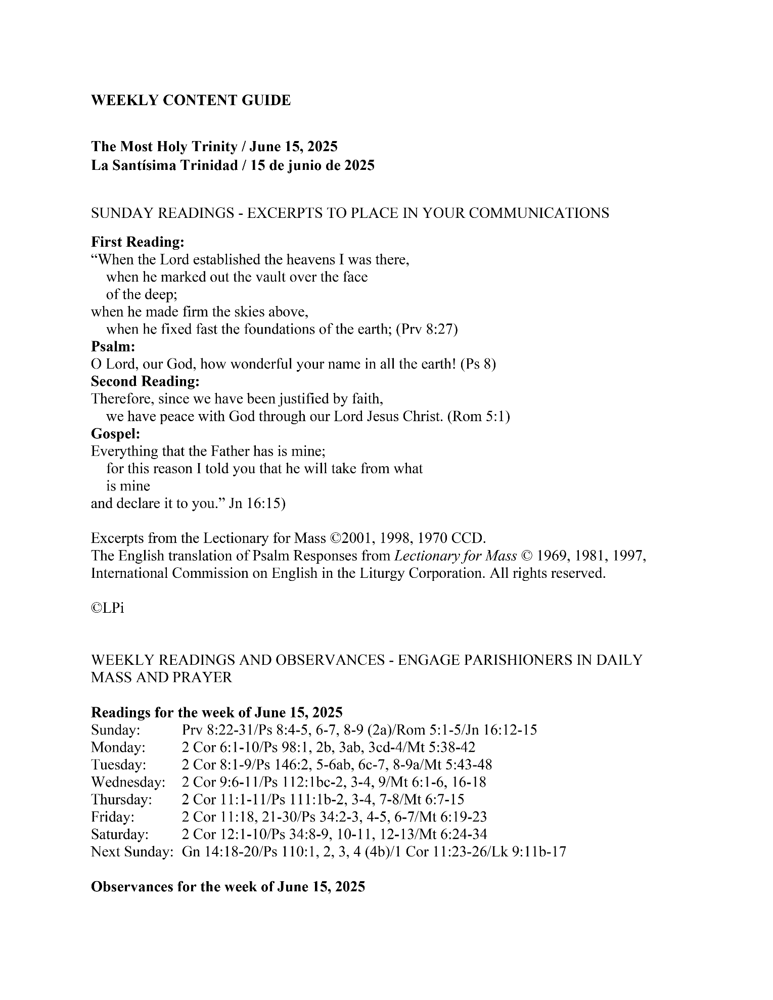 WEEKLY CONTENT GUIDE
The Most Holy Trinity / June 15, 2025
La Santísima Trinidad / 15 de junio de 2025
SUNDAY READINGS - EXCERPTS TO PLACE IN YOUR COMMUNICATIONS
First Reading:
“When the Lord established the heavens I was there,
when he marked out the vault over the face
of the deep;
when he made firm the skies above,
when he fixed fast the foundations of the earth; (Prv 8:27)
Psalm:
O Lord, our God, how wonderful your name in all the earth! (Ps 8)
Second Reading:
Therefore, since we have been justified by faith,
we have peace with God through our Lord Jesus Christ. (Rom 5:1)
Gospel:
Everything that the Father has is mine;
for this reason I told you that he will take from what
is mine
and declare it to you.” Jn 16:15)
Excerpts from the Lectionary for Mass ©2001, 1998, 1970 CCD.
The English translation of Psalm Responses from Lectionary for Mass © 1969, 1981, 1997,
International Commission on English in the Liturgy Corporation. All rights reserved.
©LPi
WEEKLY READINGS AND OBSERVANCES - ENGAGE PARISHIONERS IN DAILY
MASS AND PRAYER
Readings for the week of June 15, 2025
Sunday: Prv 8:22-31/Ps 8:4-5, 6-7, 8-9 (2a)/Rom 5:1-5/Jn 16:12-15
Monday: 2 Cor 6:1-10/Ps 98:1, 2b, 3ab, 3cd-4/Mt 5:38-42
Tuesday: 2 Cor 8:1-9/Ps 146:2, 5-6ab, 6c-7, 8-9a/Mt 5:43-48
Wednesday: 2 Cor 9:6-11/Ps 112:1bc-2, 3-4, 9/Mt 6:1-6, 16-18
Thursday: 2 Cor 11:1-11/Ps 111:1b-2, 3-4, 7-8/Mt 6:7-15
Friday: 2 Cor 11:18, 21-30/Ps 34:2-3, 4-5, 6-7/Mt 6:19-23
Saturday: 2 Cor 12:1-10/Ps 34:8-9, 10-11, 12-13/Mt 6:24-34
Next Sunday: Gn 14:18-20/Ps 110:1, 2, 3, 4 (4b)/1 Cor 11:23-26/Lk 9:11b-17
Observances for the week of June 15, 2025